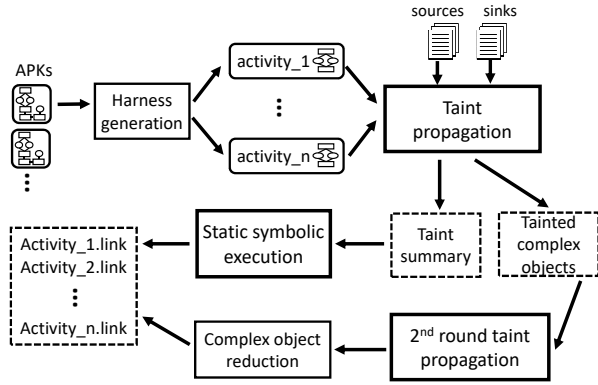 sources
sinks
APKs
activity_1
Harness
generation
activity_n
Taint
propagation
Activity_1.link
Activity_2.link
Activity_n.link
Static symbolic
execution
Taint
summary
Tainted
complex
objects
Complex object
reduction
2nd round taint
propagation